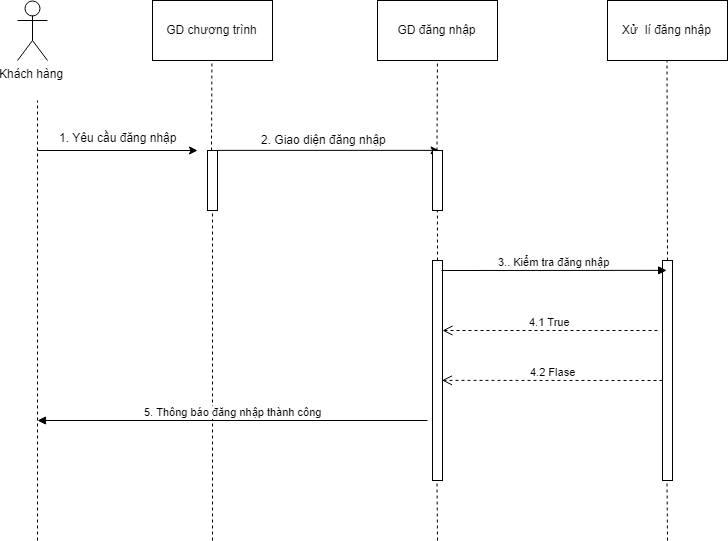 GD chương trình
GD đăng nhập
Xử lí đăng nhập
Khách hàng
1. Yêu cầu đăng nhập
2. Giao diện đăng nhập
3.. Kiểm tra đăng nhập
4.1 True
4.2 Flase
5. Thông báo đăng nhập thành công